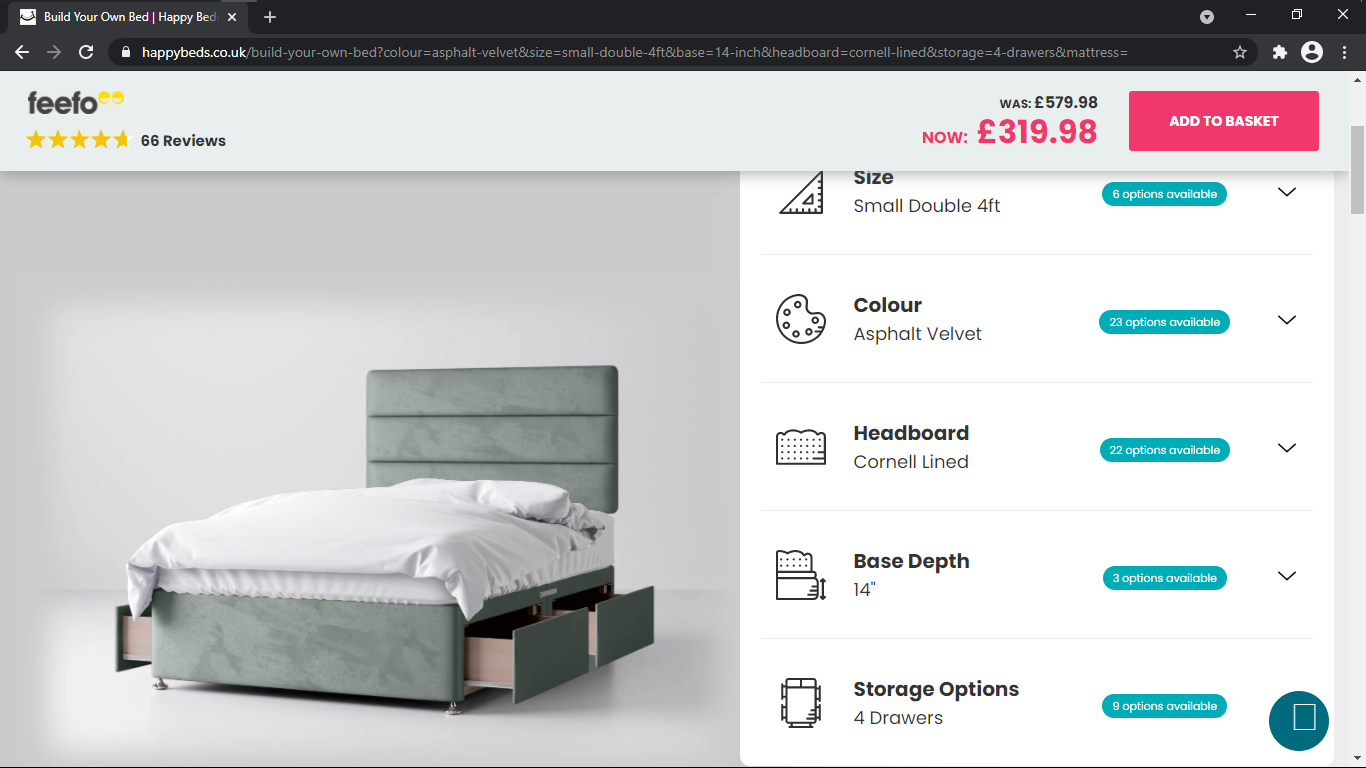 Build Your Own Bed | Happy Beds
happybeds.co.uk/build-your-own-bed?colour=asphalt-velvet&size=small-double-4ft&base=14-inch&headboard=cornell-lined&storage=4-drawers&mattress=
feefo
66 Reviews
WAS: £579.98
NOW: £319.98
ADD TO BASKET
Size
Small Double 4ft
6 options available
Colour
Asphalt Velvet
23 options available
Headboard
Cornell Lined
22 options available
Base Depth
14"
3 options available
Storage Options
4 Drawers
9 options available